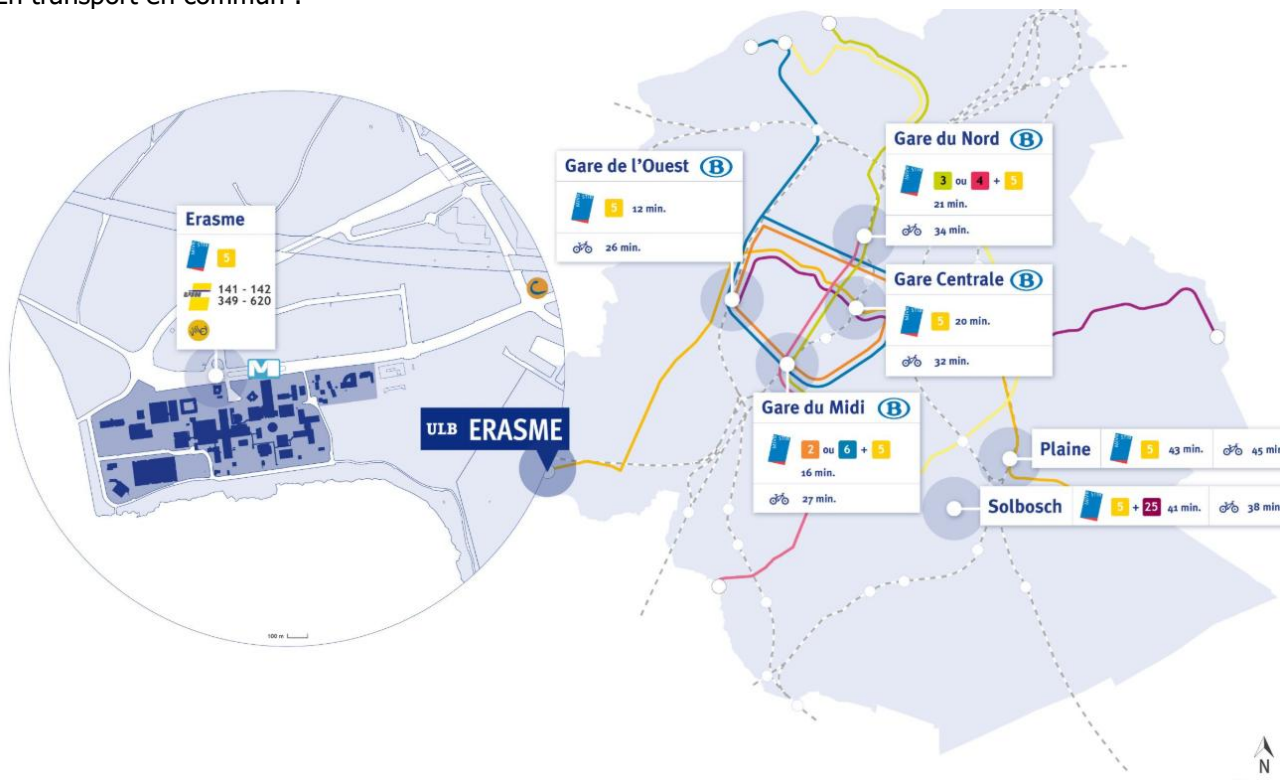 En transport en commun :
Erasme
5
141 - 142
349 - 620
M
100 m
ULB ERASME
Gare de l'Ouest B
5 12 min.
26 min.
Gare du Nord B
3 ou 4 + 5
21 min.
34 min.
Gare Centrale B
5 20 min.
32 min.
Gare du Midi B
2 ou 6 + 5
16 min.
27 min.
Plaine 5 43 min. 45 min
Solbosch 5 + 25 41 min. 38 min
N